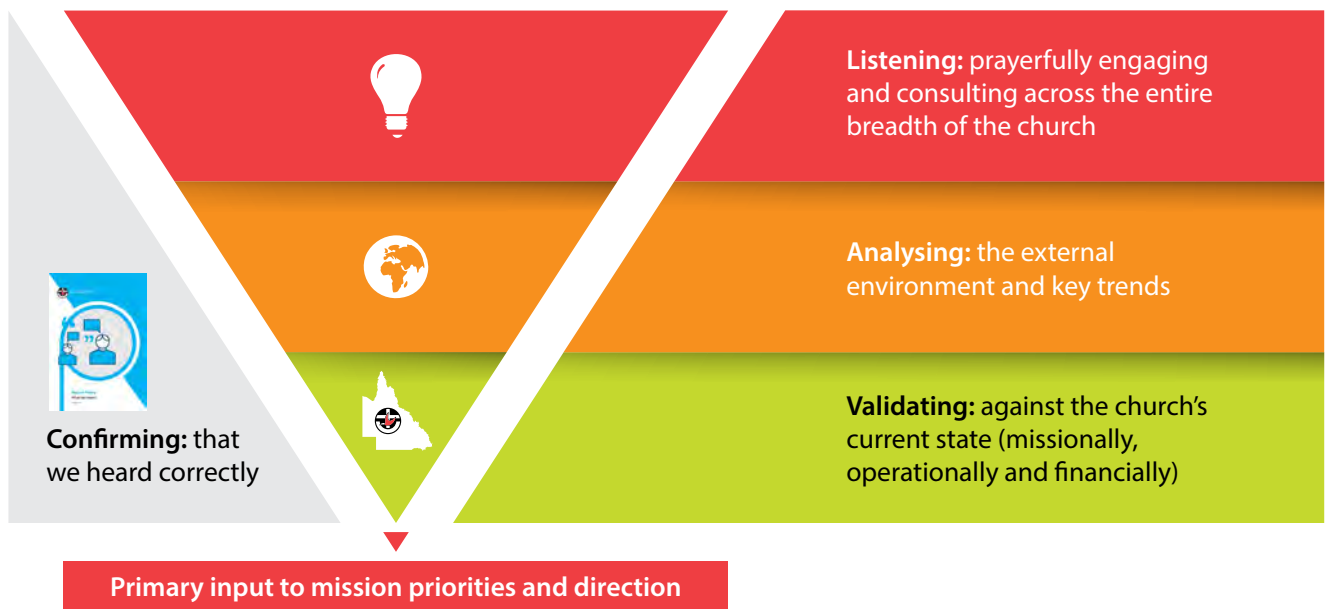 Listening: prayerfully engaging
and consulting across the entire
breadth of the church
Analysing: the external
environment and key trends
Validating: against the church's
current state (missionally,
operationally and financially)
Confirming: that
we heard correctly
Primary input to mission priorities and direction